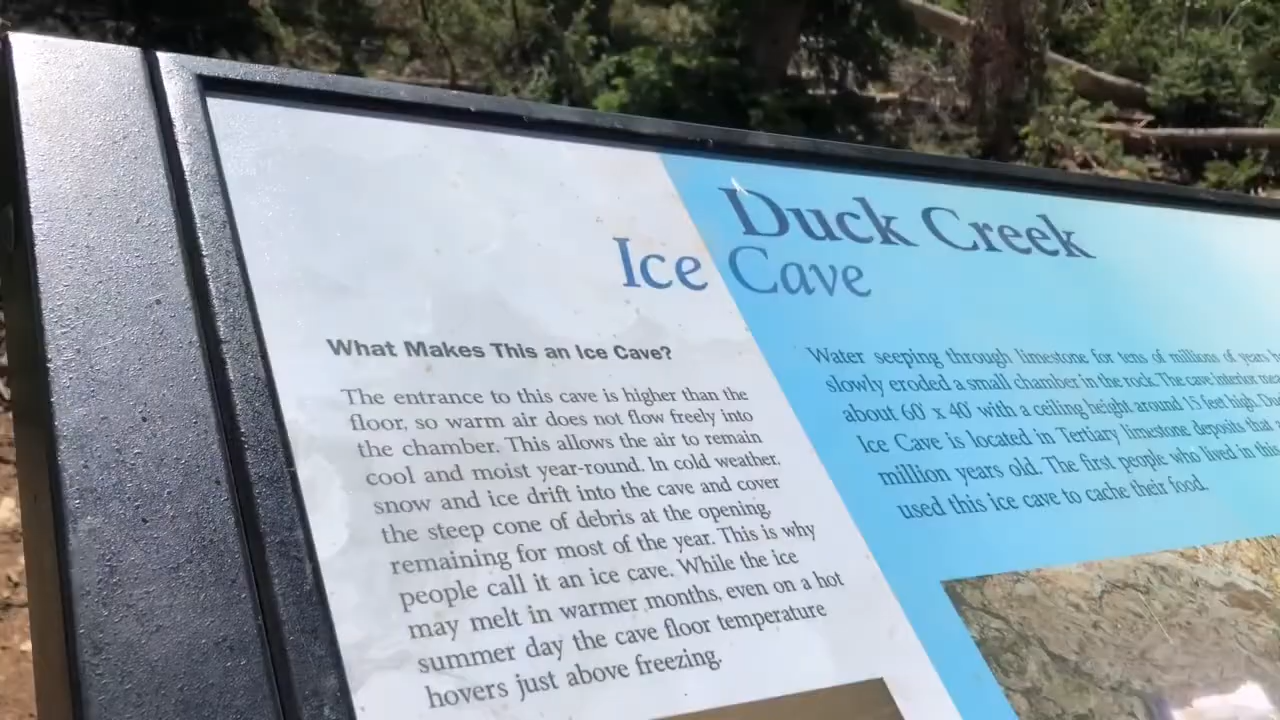 Duck Creek
Ice Cave
What Makes This an Ice Cave?
The entrance to this cave is higher than the
floor, so warm air does not flow freely into
the chamber. This allows the air to remain
cool and moist year-round. In cold weather,
snow and ice drift into the cave and cover
the steep cone of debris at the opening,
remaining for most of the year. This is why
people call it an ice cave. While the ice
may melt in warmer months, even on a hot
summer day the cave floor temperature
hovers just above freezing.
Water seeping through limestone for tens of millions of years
slowly eroded a small chamber in the rock. The cave interior
about 60' x 40' with a ceiling height around 15 feet high.
Ice Cave is located in Tertiary limestone deposits that
million years old. The first people who lived in this
used this ice cave to cache their food.